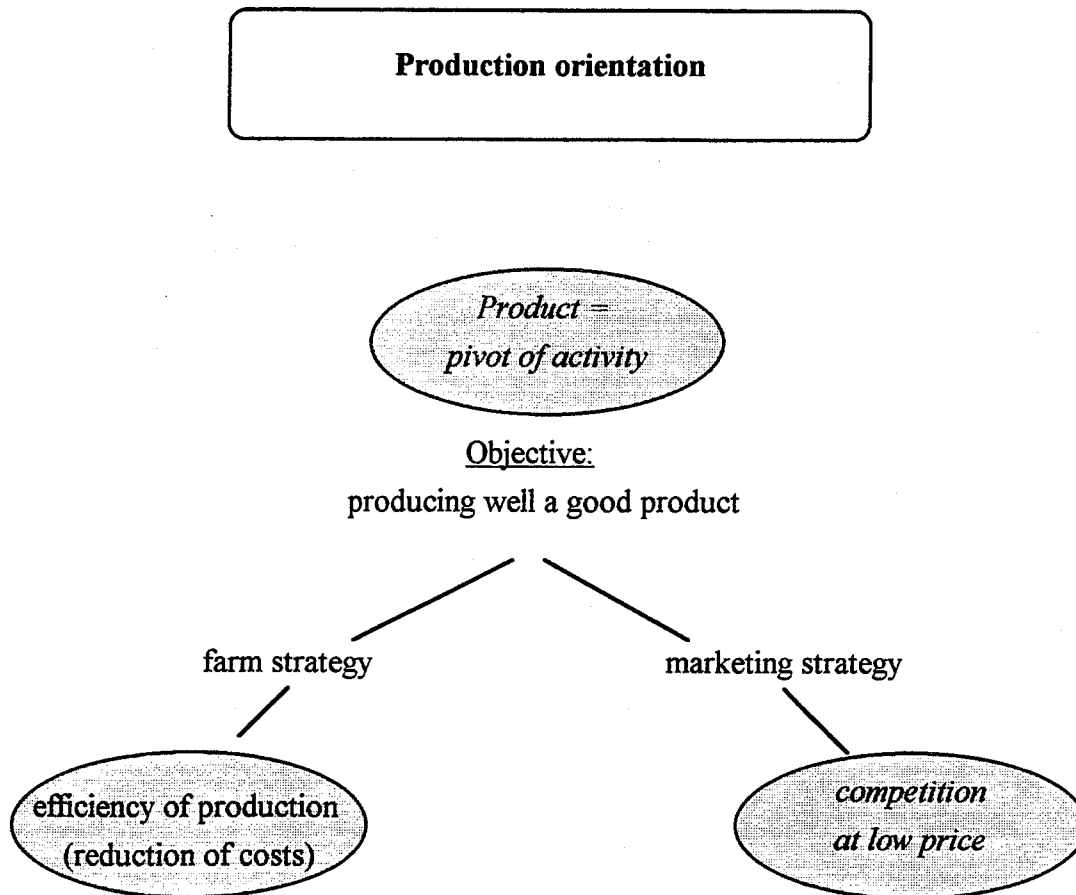 Production orientation
Product =
pivot of activity
Objective:
producing well a good product
farm strategy
marketing strategy
efficiency of production
(reduction of costs)
competition
at low price